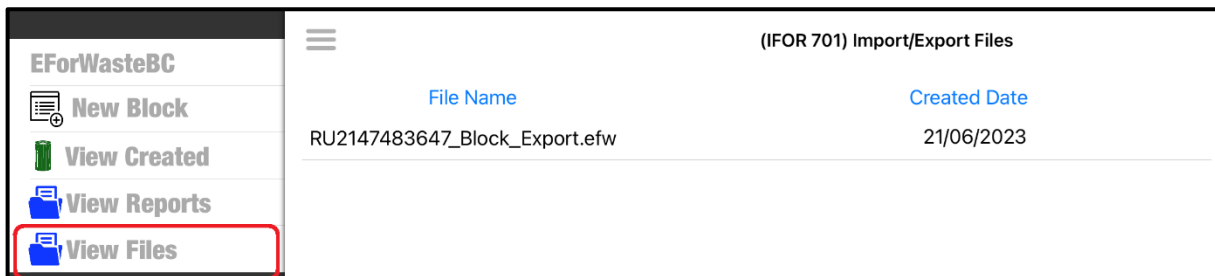 EForWasteBC
New Block
View Created
View Reports
View Files
(IFOR 701) Import/Export Files
File Name Created Date
RU2147483647_Block_Export.efw 21/06/2023